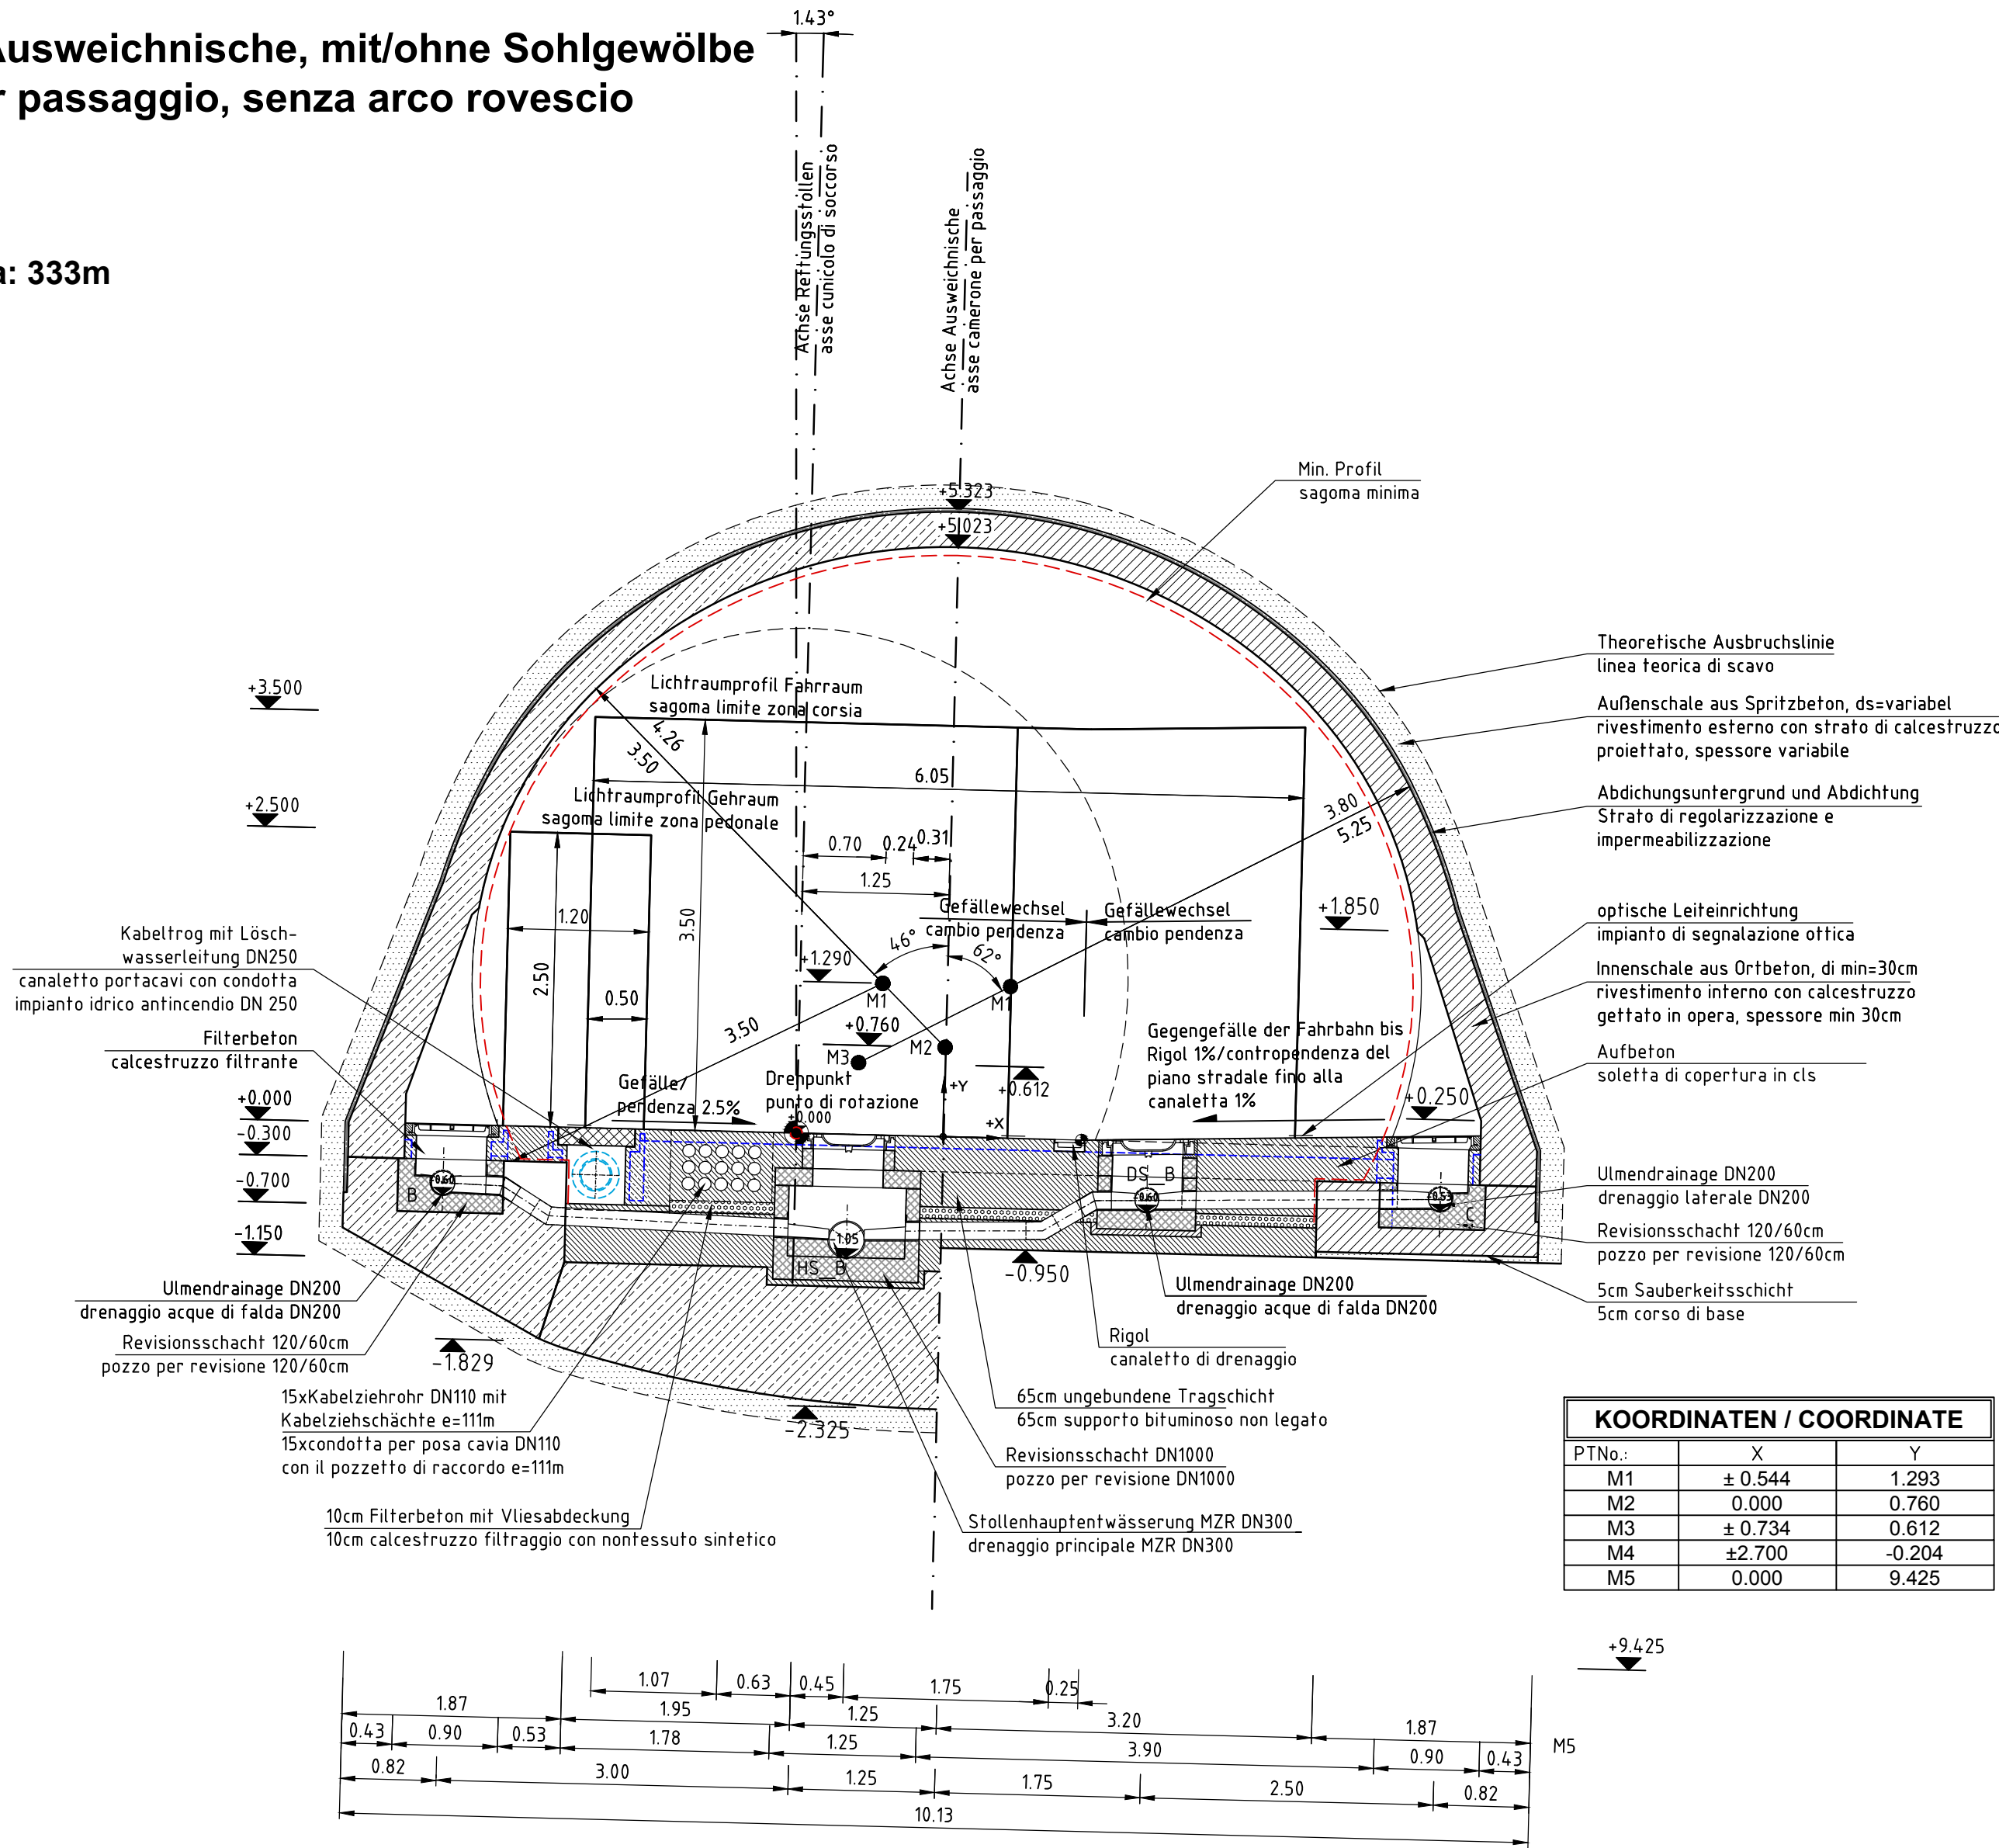 Ausweichnische, mit/ohne Sohlgewölbe
r passaggio, senza arco rovescio
a: 333m
1.43°
Achse Rettungsstollen
asse cunicolo di soccorso
Achse Ausweichnische
asse camerone per passaggio
+5.323
+5.023
Min. Profil
sagoma minima
Theoretische Ausbruchslinie
linea teorica di scavo
Außenschale aus Spritzbeton, ds=variabel
rivestimento esterno con strato di calcestruzzo
proiettato, spessore variabile
Abdichungsuntergrund und Abdichtung
Strato di regolarizzazione e
impermeabilizzazione
optische Leiteinrichtung
impianto di segnalazione ottica
Innenschale aus Ortbeton, di min=30cm
rivestimento interno con calcestruzzo
gettato in opera, spessore min 30cm
Aufbeton
soletta di copertura in cls
Ulmendrainage DN200
drenaggio laterale DN200
Revisionsschacht 120/60cm
pozzo per revisione 120/60cm
5cm Sauberkeitsschicht
5cm corso di base
+3.500
+2.500
Lichtraumprofil Fahrraum
sagoma limite zona corsia
4.26
3.50
6.05
Lichtraumprofil Gehraum
sagoma limite zona pedonale
3.80
5.25
0.70
0.24
0.31
1.25
1.20
3.50
2.50
0.50
Gefällewechsel
cambio pendenza
Gefällewechsel
cambio pendenza
+1.850
46°
62°
+1.290
M1
M1
+0.760
M2
M3
3.50
+0.612
Drehpunkt
punto di rotazione
+0.000
+Y
+X
Gefälle/
pendenza 2.5%
Gegengefälle der Fahrbahn bis
Rigol 1%/contropendenza del
piano stradale fino alla
canaletta 1%
+0.250
Kabeltrog mit Lösch-
wasserleitung DN250
canaletto portacavi con condotta
impianto idrico antincendio DN 250
Filterbeton
calcestruzzo filtrante
+0.000
-0.300
-0.700
-1.150
B
-0.60
1.05
HS_B
DS_B
-0.60
-0.53
C
-0.950
-1.829
-2.325
Ulmendrainage DN200
drenaggio acque di falda DN200
Revisionsschacht 120/60cm
pozzo per revisione 120/60cm
15xKabelziehrohr DN110 mit
Kabelziehschächte e=111m
15xcondotta per posa cavia DN110
con il pozzetto di raccordo e=111m
10cm Filterbeton mit Vliesabdeckung
10cm calcestruzzo filtraggio con nontessuto sintetico
Ulmendrainage DN200
drenaggio acque di falda DN200
Rigol
canaletto di drenaggio
65cm ungebundene Tragschicht
65cm supporto bituminoso non legato
Revisionsschacht DN1000
pozzo per revisione DN1000
Stollenhauptentwässerung MZR DN300
drenaggio principale MZR DN300
KOORDINATEN / COORDINATE
PTNo.: X Y
M1 ± 0.544 1.293
M2 0.000 0.760
M3 ± 0.734 0.612
M4 ±2.700 -0.204
M5 0.000 9.425
+9.425
M5
1.07 0.63 0.45 1.75 0.25
1.87 1.95 1.25 3.20 1.87
0.43 0.90 0.53 1.78 1.25 3.90 0.90 0.43
0.82 3.00 1.25 1.75 2.50 0.82
10.13